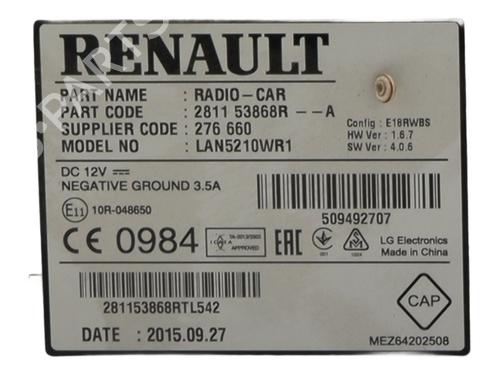 RENAULT
PART NAME : RADIO-CAR
PART CODE : 2811 53868R --A
SUPPLIER CODE : 276 660
MODEL NO : LAN5210WR1
Config : E18RWBS
HW Ver : 1.6.7
SW Ver : 4.0.6
DC 12V
NEGATIVE GROUND 3.5A
E11 10R-048650
509492707
CE 0984
APPROVED
EAC
LG Electronics
Made in China
281153868RTL542
CAP
DATE : 2015.09.27
MEZ64202508